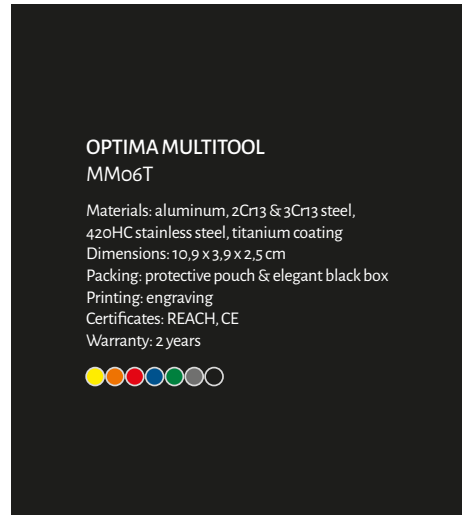 OPTIMA MULTITOOL
MM06T
Materials: aluminum, 2Cr13 & 3Cr13 steel,
420HC stainless steel, titanium coating
Dimensions: 10,9 x 3,9 x 2,5 cm
Packing: protective pouch & elegant black box
Printing: engraving
Certificates: REACH, CE
Warranty: 2 years